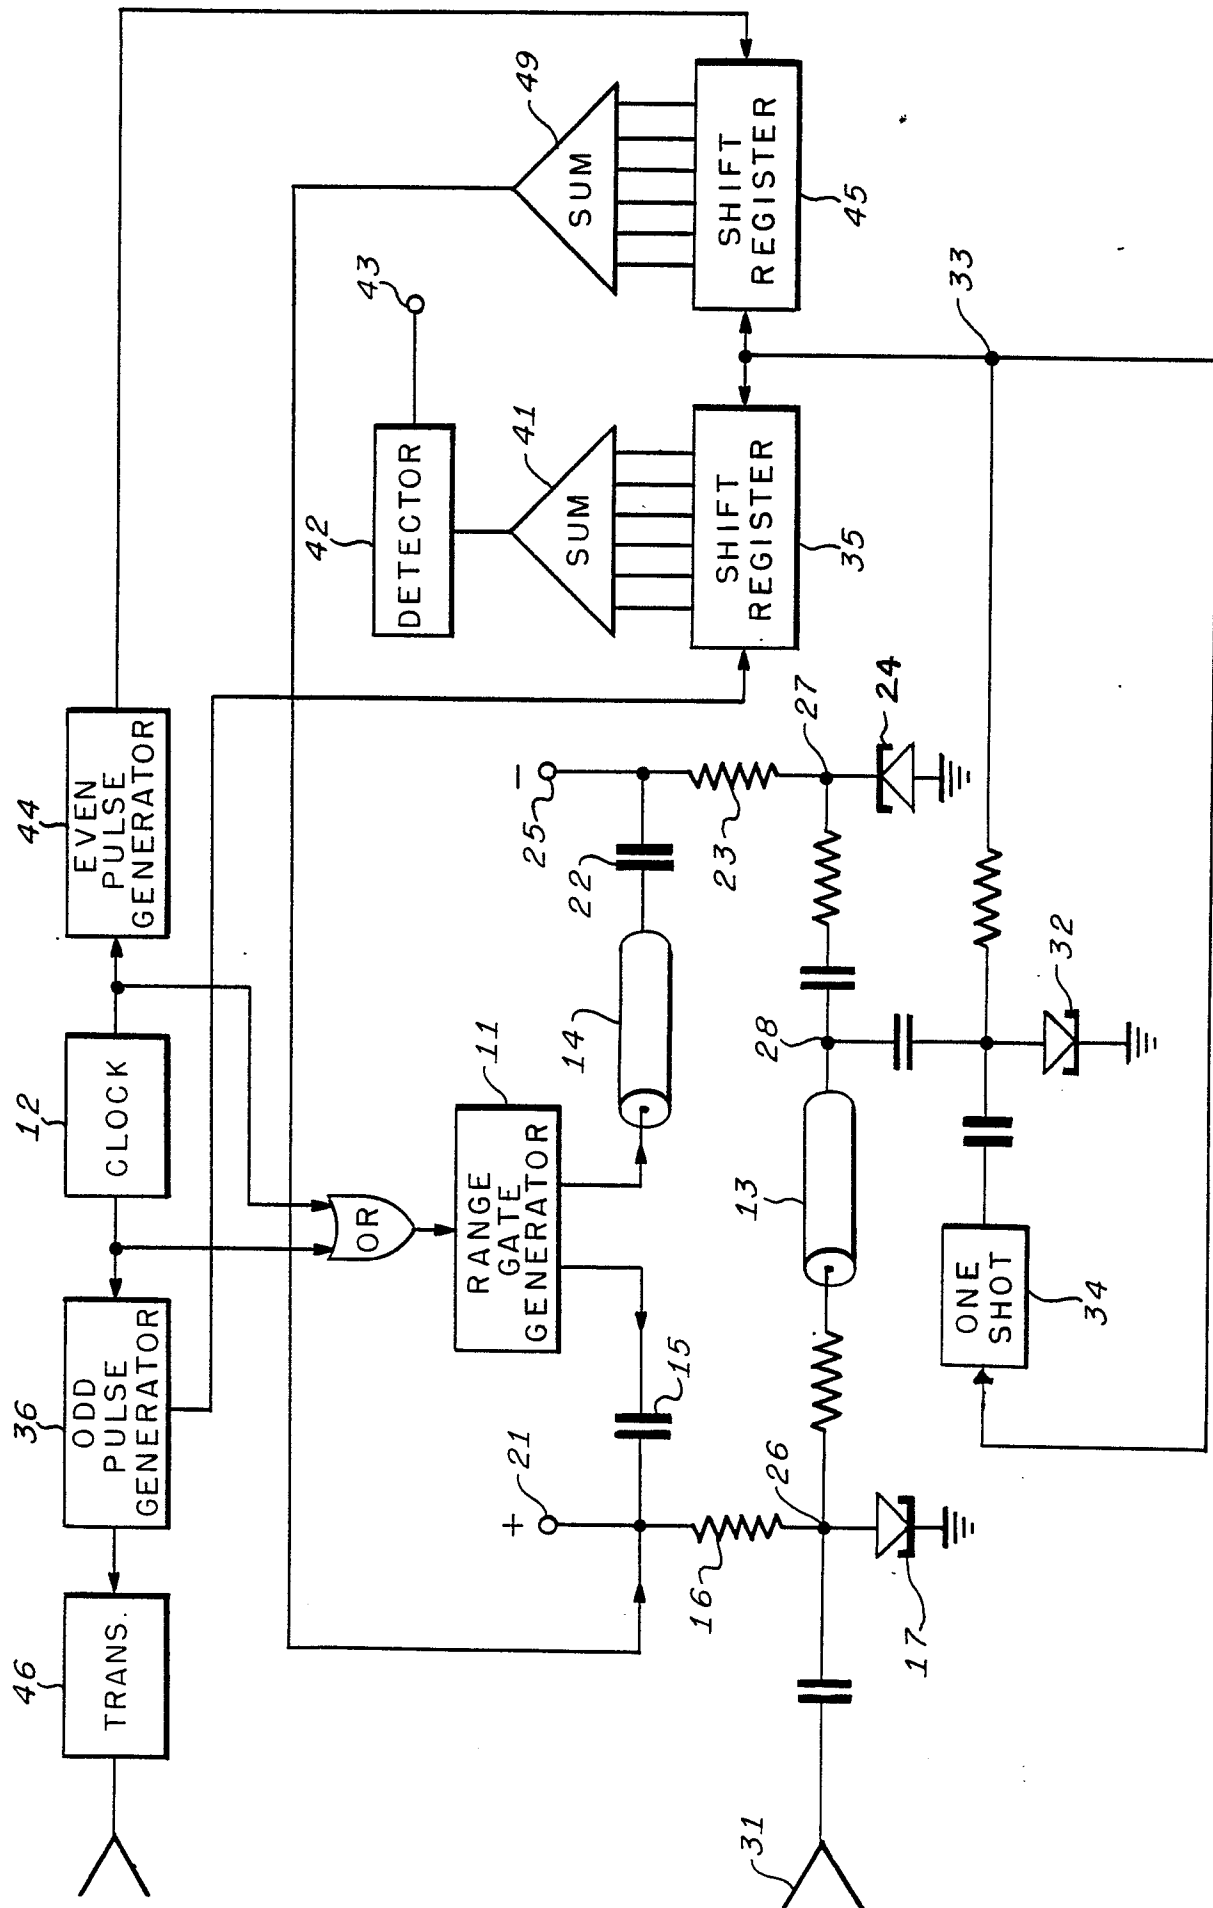 46
TRANS.
36
ODD
PULSE
GENERATOR
12
CLOCK
44
EVEN
PULSE
GENERATOR
OR
11
RANGE
GATE
GENERATOR
42
DETECTOR
43
41
SUM
49
SUM
SHIFT
REGISTER
35
SHIFT
REGISTER
45
+
21
15
16
26
17
31
14
22
25
−
23
27
24
13
28
32
33
ONE
SHOT
34